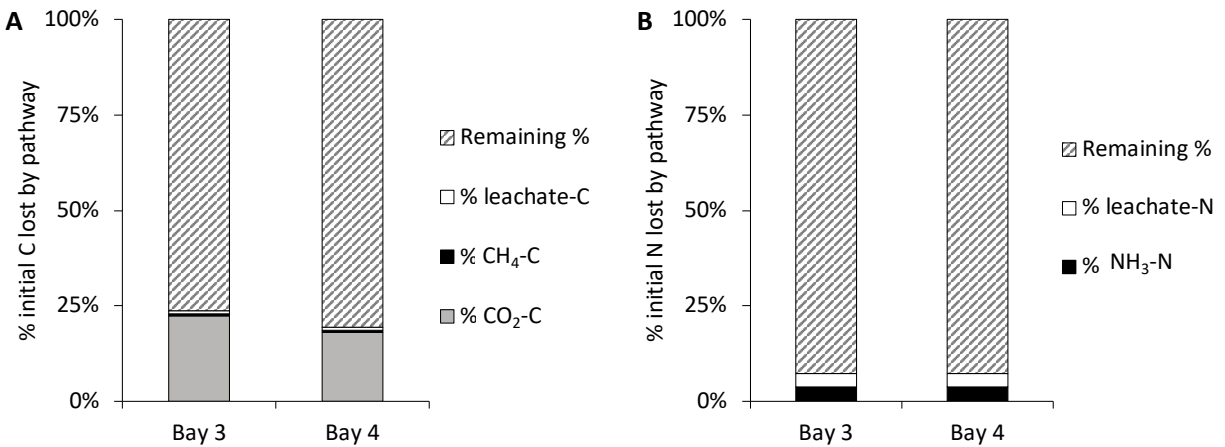 A
% initial C lost by pathway
100%
75%
50%
25%
0%
Bay 3
Bay 4
Remaining %
% leachate-C
% CH₄-C
% CO₂-C
B
% initial N lost by pathway
100%
75%
50%
25%
0%
Bay 3
Bay 4
Remaining %
% leachate-N
% NH₃-N